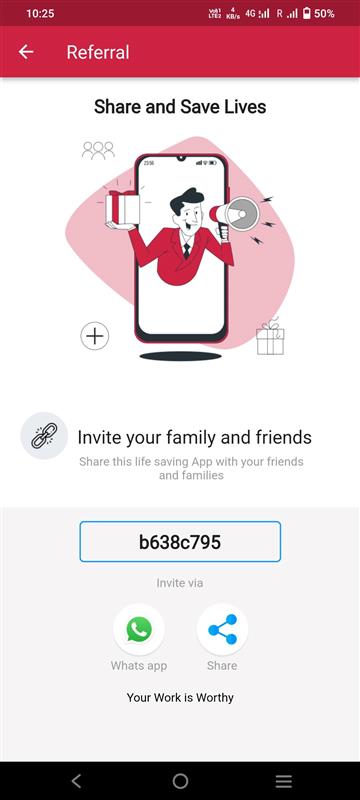 10:25
Vo1
LTE2
4
KB/s
4G
R
50%
Referral
Share and Save Lives
23:56
Invite your family and friends
Share this life saving App with your friends
and families
b638c795
Invite via
Whats app
Share
Your Work is Worthy